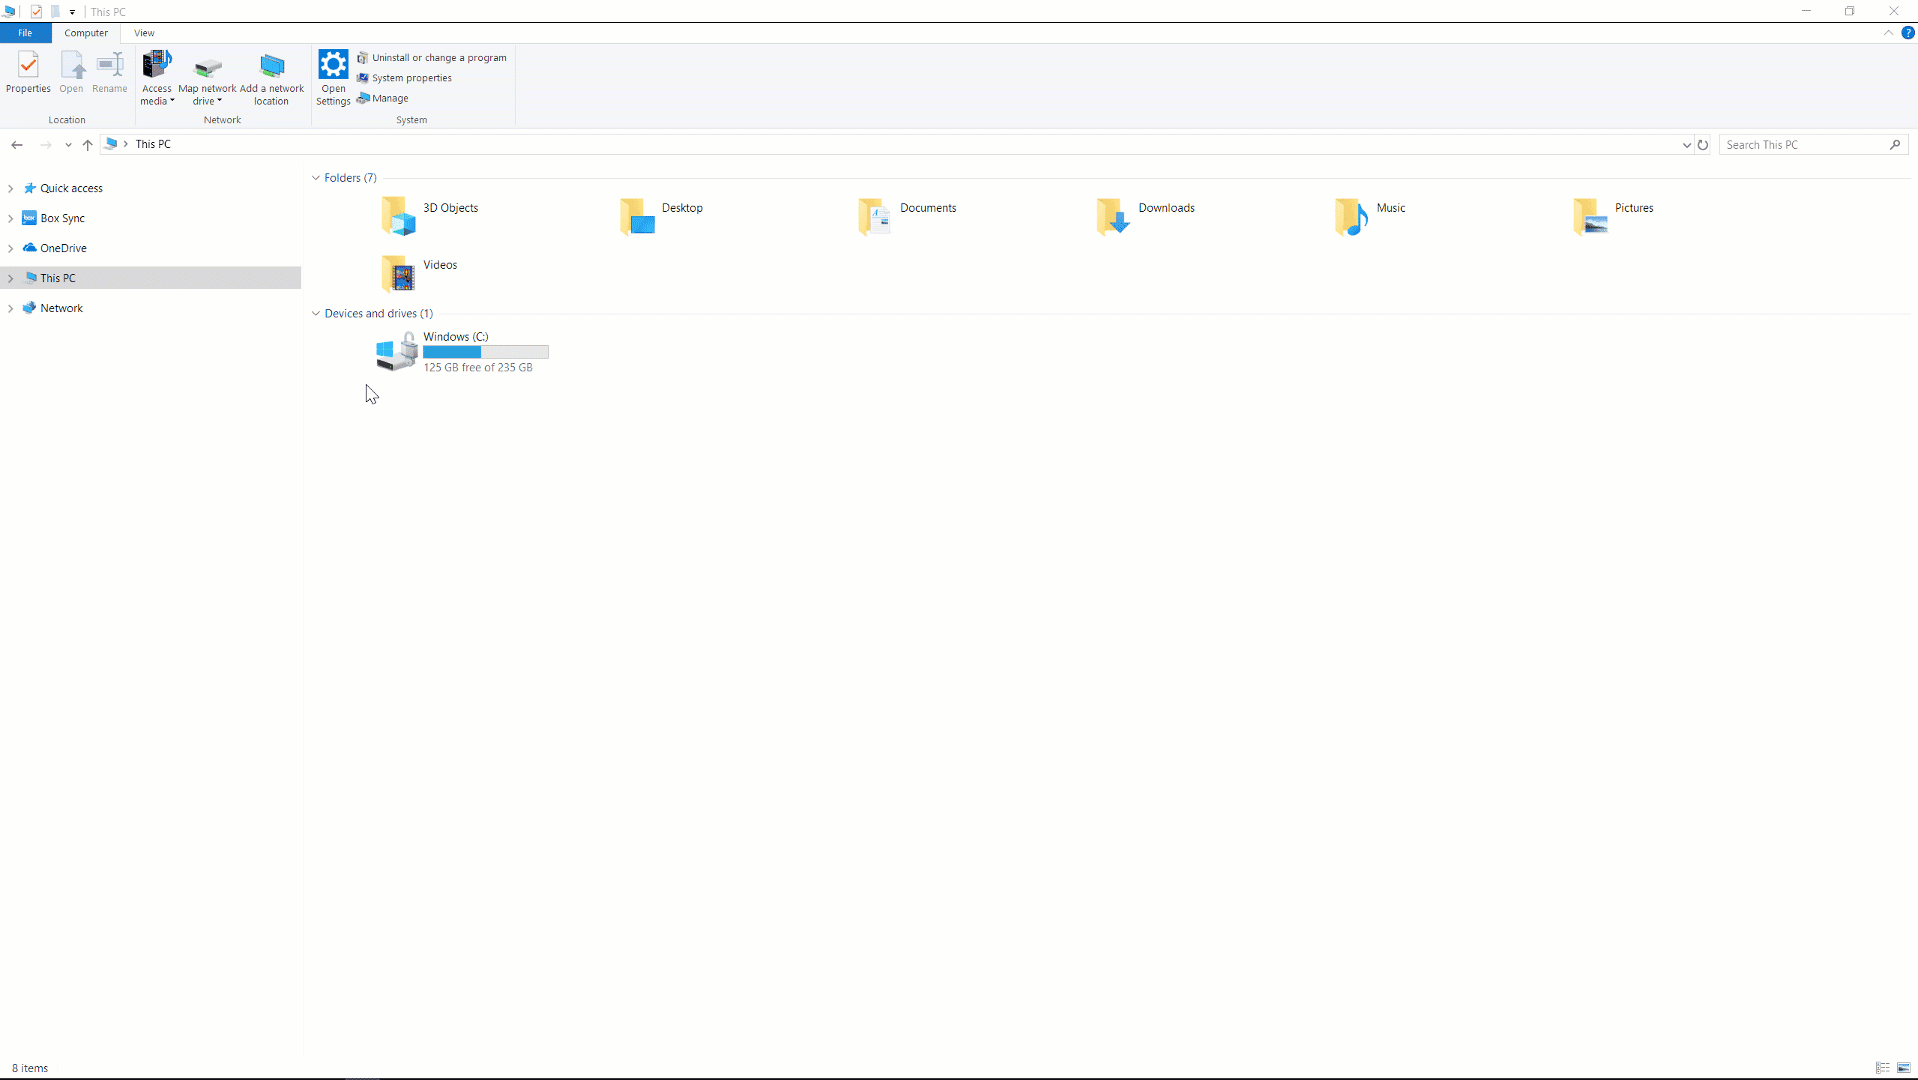 This PC
File
Computer
View
Properties
Open
Rename
Access
media
Map network
drive
Add a network
location
Open
Settings
Uninstall or change a program
System properties
Manage
Location
Network
System
This PC
Search This PC
Quick access
box
Box Sync
OneDrive
This PC
Network
Folders (7)
3D Objects
Desktop
Documents
Downloads
Music
Pictures
Videos
Devices and drives (1)
Windows (C:)
125 GB free of 235 GB
8 items